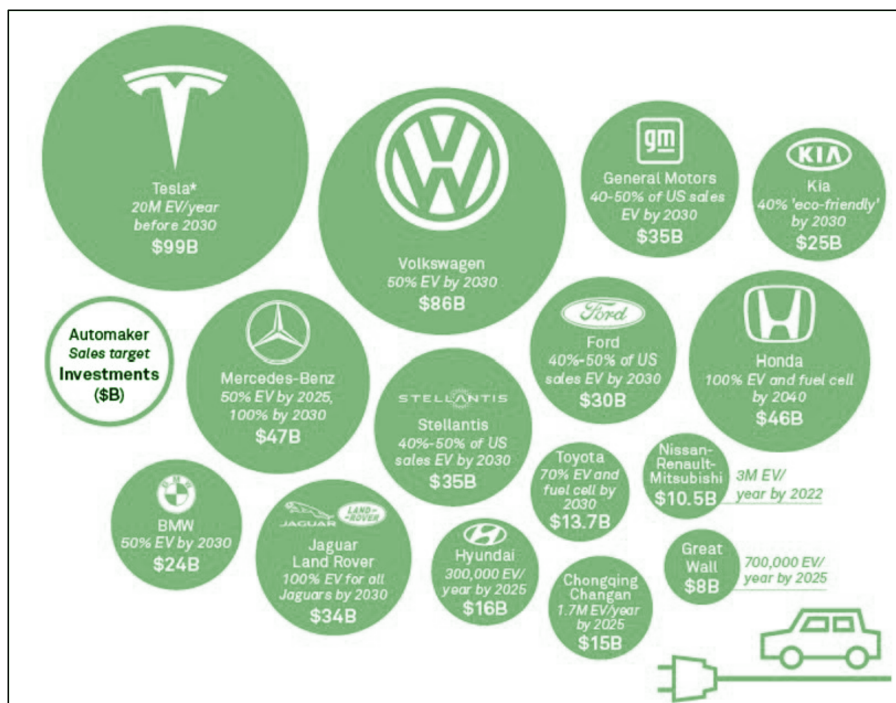 Tesla*
20M EV/year
before 2030
$99B
Volkswagen
50% EV by 2030
$86B
gm
General Motors
40-50% of US sales
EV by 2030
$35B
KIA
Kia
40% 'eco-friendly'
by 2030
$25B
Automaker
Sales target
Investments
($B)
Mercedes-Benz
50% EV by 2025,
100% by 2030
$47B
STELLANTIS
Stellantis
40%-50% of US
sales EV by 2030
$35B
Ford
Ford
40%-50% of US
sales EV by 2030
$30B
Honda
100% EV and fuel cell
by 2040
$46B
BMW
BMW
50% EV by 2030
$24B
JAGUAR
LAND-
-ROVER
Jaguar
Land Rover
100% EV for all
Jaguars by 2030
$34B
Hyundai
300,000 EV/
year by 2025
$16B
Toyota
70% EV and
fuel cell by
2030
$13.7B
Nissan-
Renault-
Mitsubishi
$10.5B
3M EV/
year by 2022
Chongqing
Changan
1.7M EV/year
by 2025
$15B
Great
Wall
$8B
700,000 EV/
year by 2025